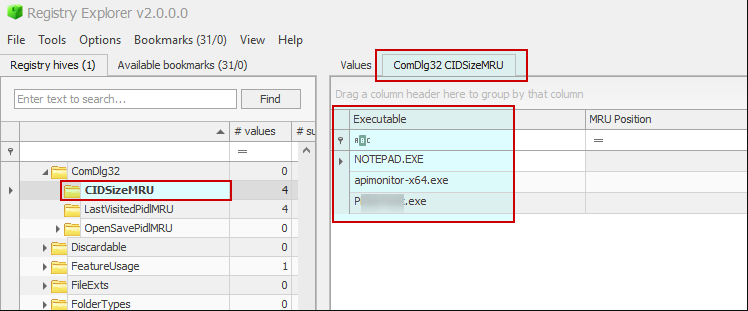 Registry Explorer v2.0.0.0
File Tools Options Bookmarks (31/0) View Help
Registry hives (1) Available bookmarks (31/0)
Enter text to search... Find
# values # su
=
ComDlg32 0
CIDSizeMRU 4
LastVisitedPidlMRU 4
OpenSavePidlMRU 0
Discardable 0
FeatureUsage 1
FileExts 0
FolderTypes 0
Values ComDlg32 CIDSizeMRU
Drag a column header here to group by that column
Executable MRU Position
ABC =
NOTEPAD.EXE
apimonitor-x64.exe
.exe